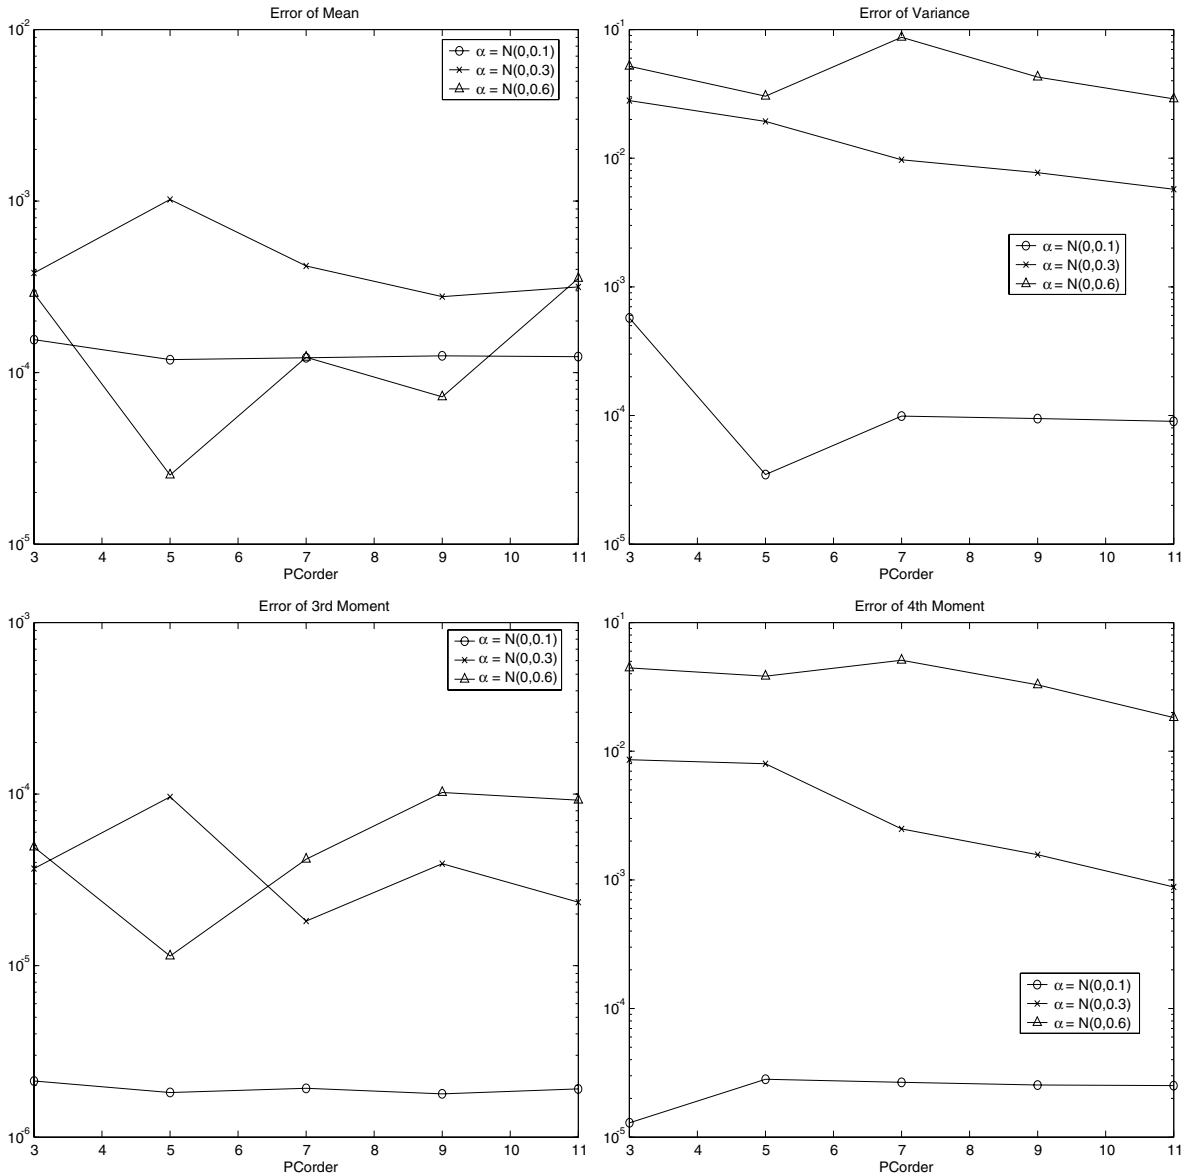 Error of Mean
10^-2
10^-3
10^-4
10^-5
α = N(0,0.1)
α = N(0,0.3)
α = N(0,0.6)
3 4 5 6 7 8 9 10 11
PCorder
Error of Variance
10^-1
10^-2
10^-3
10^-4
10^-5
α = N(0,0.1)
α = N(0,0.3)
α = N(0,0.6)
3 4 5 6 7 8 9 10 11
PCorder
Error of 3rd Moment
10^-3
10^-4
10^-5
10^-6
α = N(0,0.1)
α = N(0,0.3)
α = N(0,0.6)
3 4 5 6 7 8 9 10 11
PCorder
Error of 4th Moment
10^-1
10^-2
10^-3
10^-4
10^-5
α = N(0,0.1)
α = N(0,0.3)
α = N(0,0.6)
3 4 5 6 7 8 9 10 11
PCorder